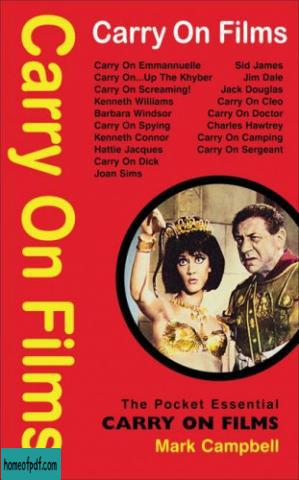 Carry On Films
Carry On Films
Carry On Emmannuelle
Carry On...Up The Khyber
Carry On Screaming!
Kenneth Williams
Barbara Windsor
Carry On Spying
Kenneth Connor
Hattie Jacques
Carry On Dick
Joan Sims
Sid James
Jim Dale
Jack Douglas
Carry On Cleo
Carry On Doctor
Charles Hawtrey
Carry On Camping
Carry On Sergeant
The Pocket Essential
CARRY ON FILMS
Mark Campbell
homeofpdf.com